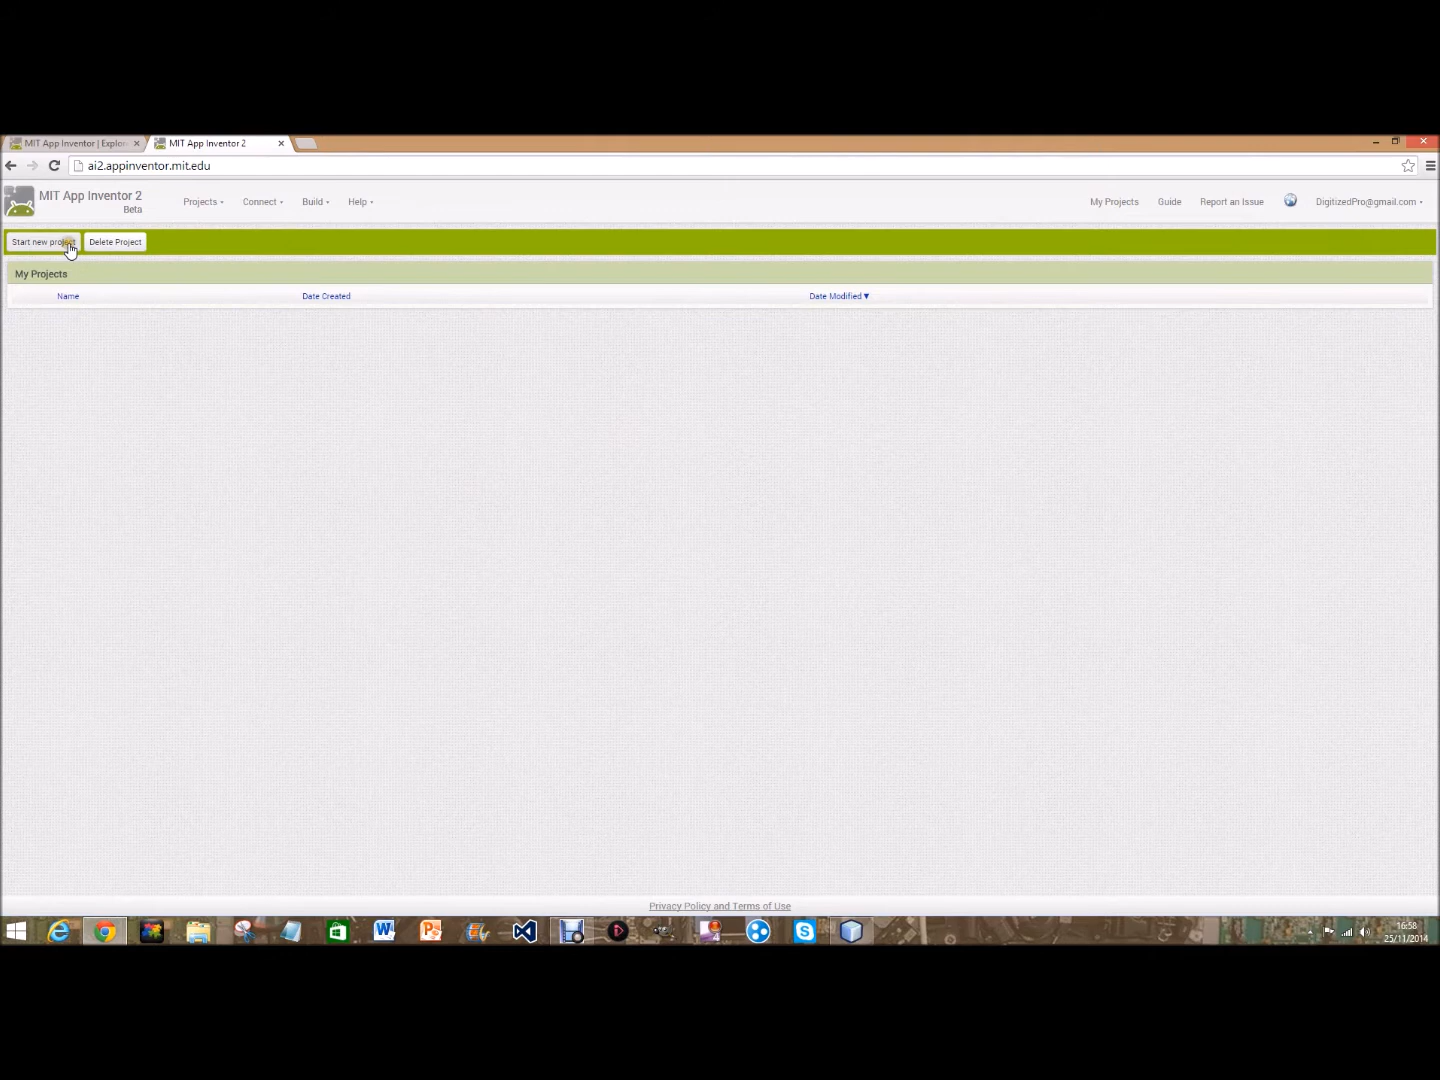 MIT App Inventor | Explor
MIT App Inventor 2
ai2.appinventor.mit.edu
MIT App Inventor 2
Beta
Projects
Connect
Build
Help
My Projects
Guide
Report an Issue
DigitizedPro@gmail.com
Start new project
Delete Project
My Projects
Name
Date Created
Date Modified ▼
Privacy Policy and Terms of Use
16:58
25/11/2014